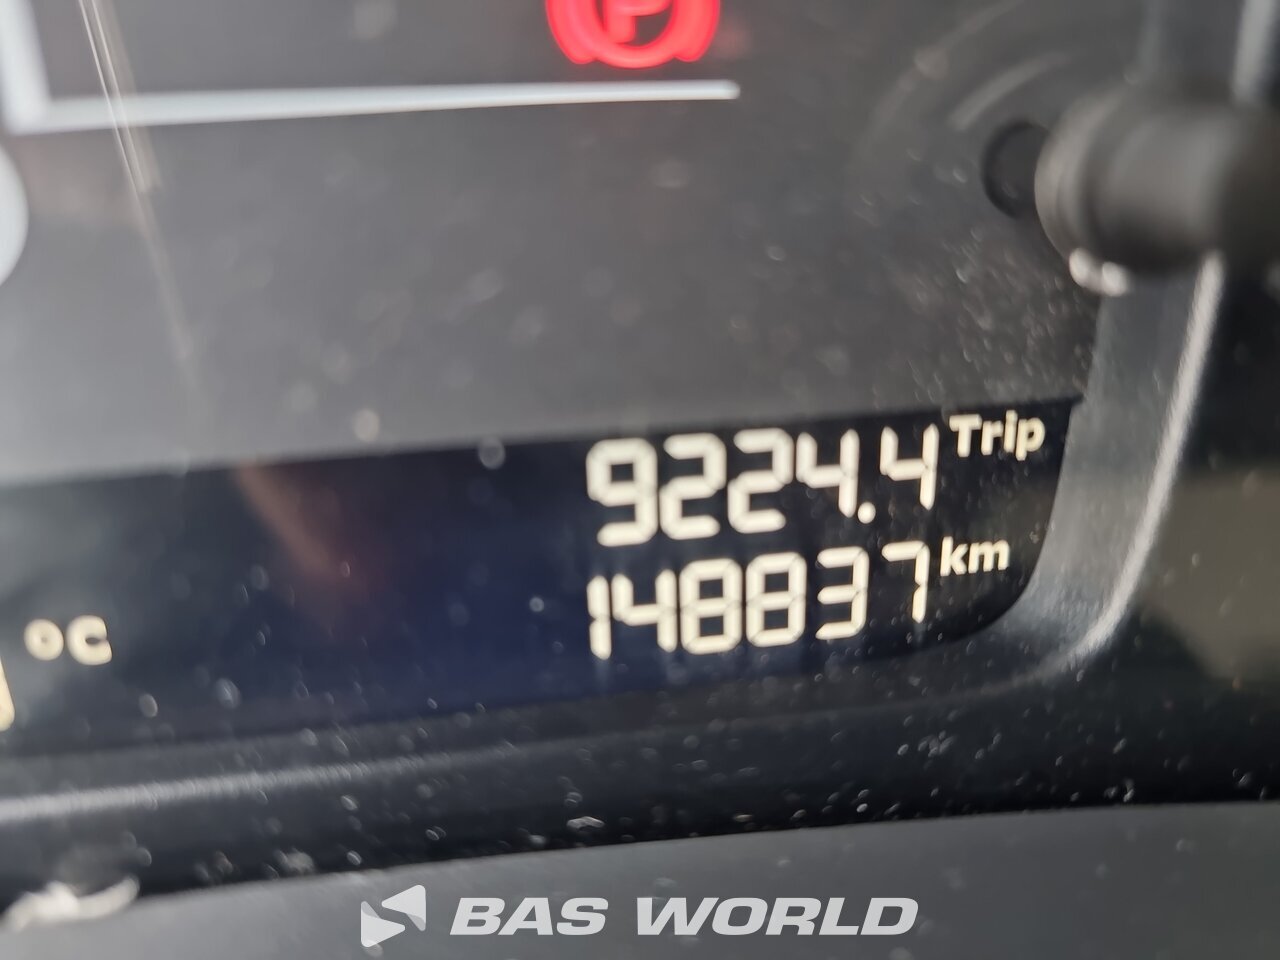 P
9224.4 Trip
148837 km
°C
BAS WORLD